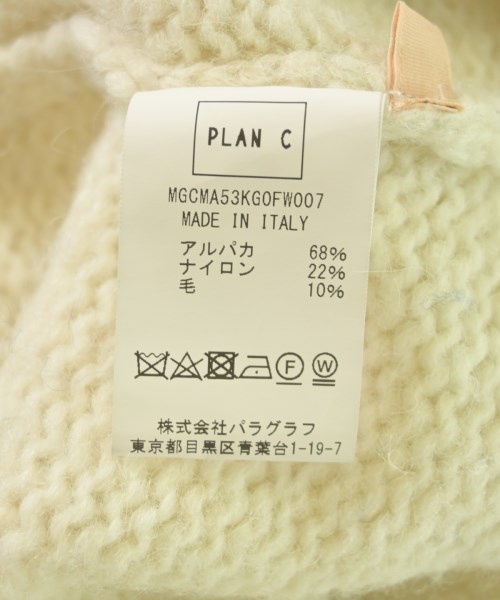 PLAN C
MGCMA53KG0FW007
MADE IN ITALY
アルパカ 68%
ナイロン 22%
毛 10%
F W
株式会社パラグラフ
東京都目黒区青葉台1-19-7